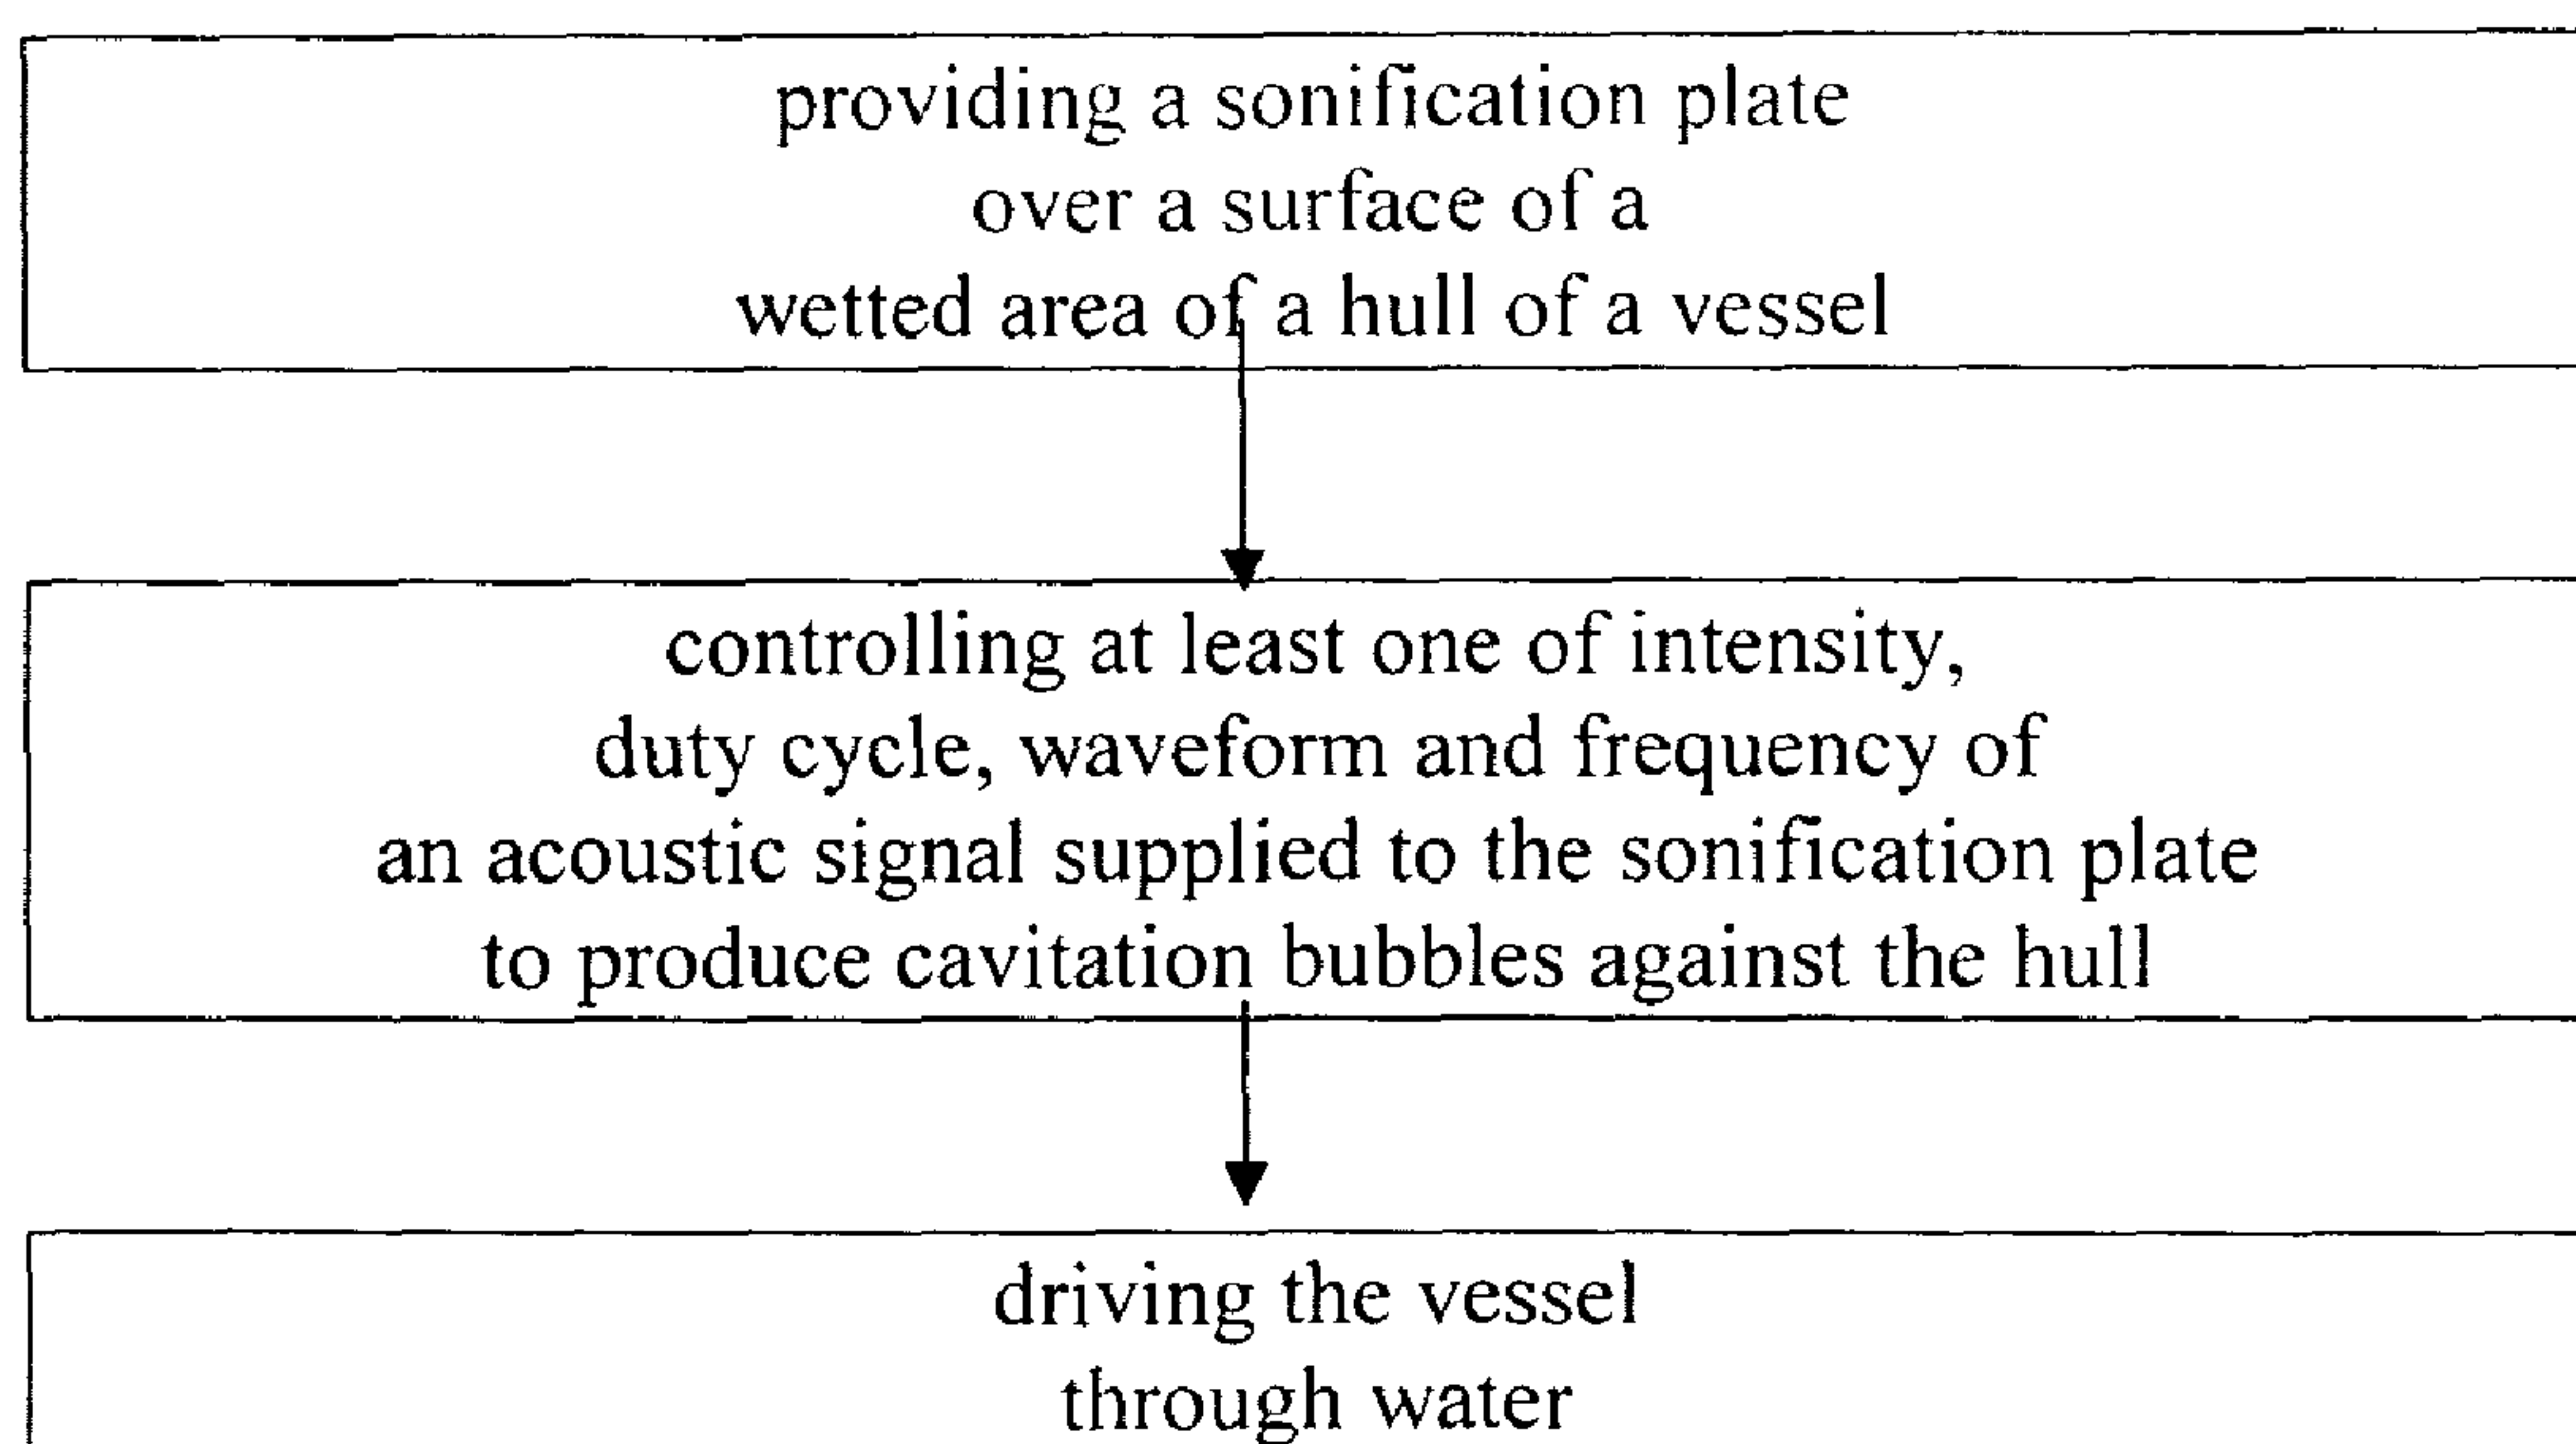 providing a sonification plate
over a surface of a
wetted area of a hull of a vessel
controlling at least one of intensity,
duty cycle, waveform and frequency of
an acoustic signal supplied to the sonification plate
to produce cavitation bubbles against the hull
driving the vessel
through water